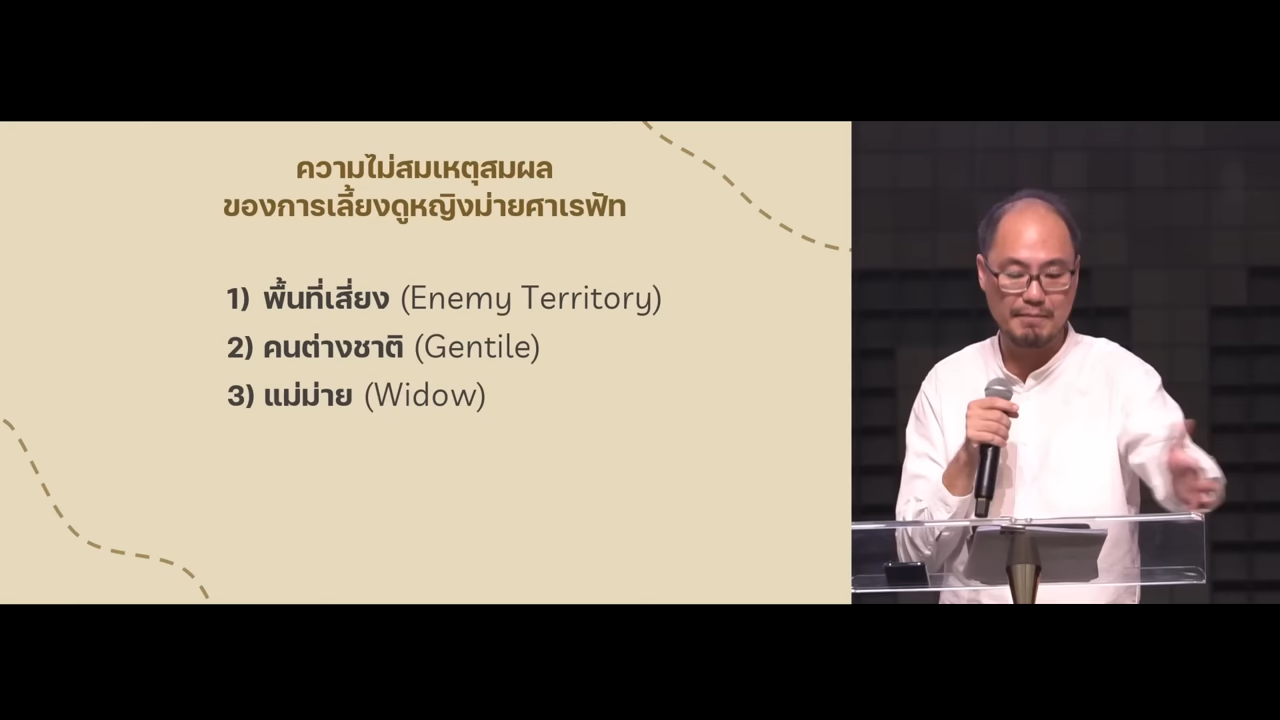 ความไม่สมเหตุสมผล
ของการเลี้ยงดูหญิงม่ายศาเรฟัท
1) พื้นที่เสี่ยง (Enemy Territory)
2) คนต่างชาติ (Gentile)
3) แม่ม่าย (Widow)